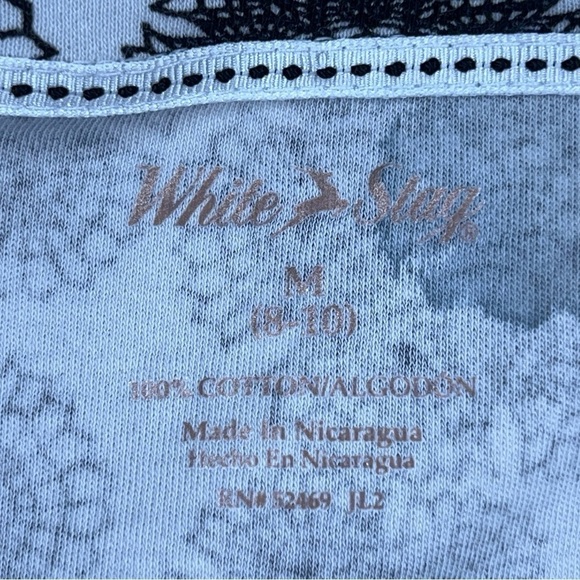 White Stag®
M
(8-10)
100% COTTON/ALGODÓN
Made In Nicaragua
Hecho En Nicaragua
RN# 52469 JL2